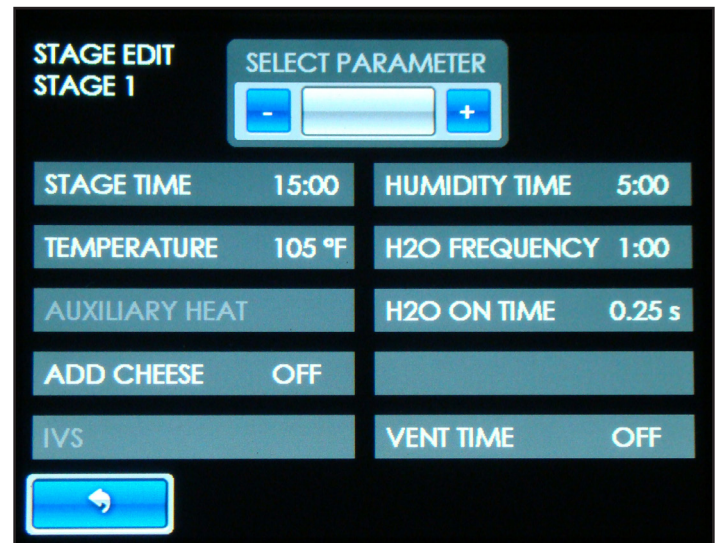 STAGE EDIT
STAGE 1
SELECT PARAMETER
- +
STAGE TIME 15:00
HUMIDITY TIME 5:00
TEMPERATURE 105 ºF
H2O FREQUENCY 1:00
AUXILIARY HEAT
H2O ON TIME 0.25 s
ADD CHEESE OFF
IVS
VENT TIME OFF